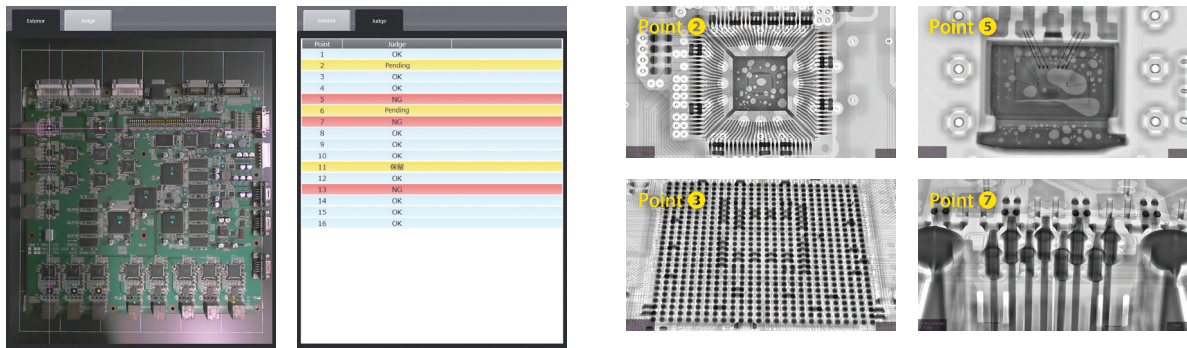 Exterior Judge
Exterior Judge
Point Judge
1 OK
2 Pending
3 OK
4 OK
5 NG
6 Pending
7 NG
8 OK
9 OK
10 OK
11 保留
12 OK
13 NG
14 OK
15 OK
16 OK
Point 2
Point 5
Point 3
Point 7